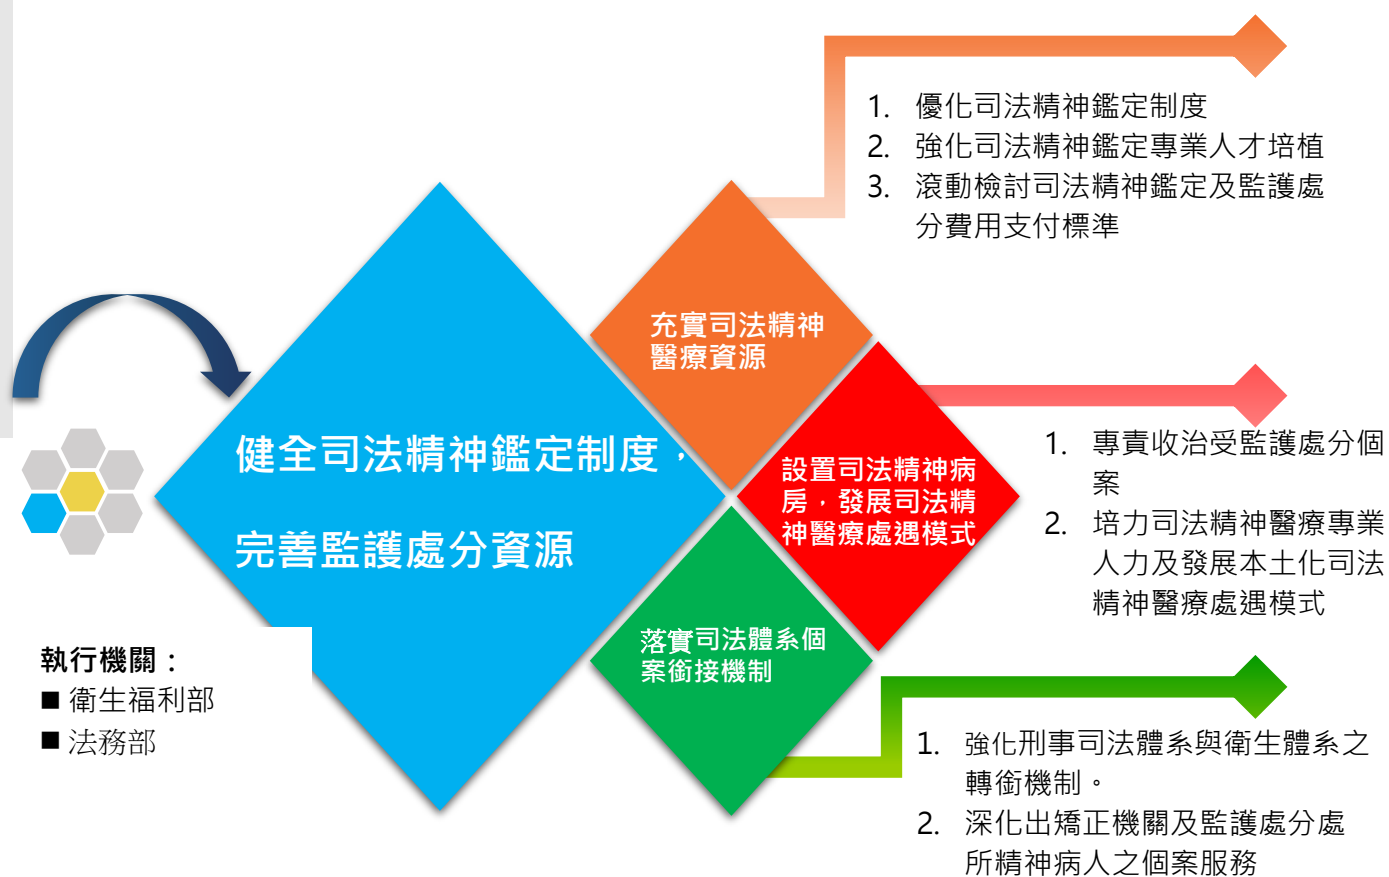 1. 優化司法精神鑑定制度
2. 強化司法精神鑑定專業人才培植
3. 滾動檢討司法精神鑑定及監護處
分費用支付標準
充實司法精神
醫療資源
健全司法精神鑑定制度，
完善監護處分資源
設置司法精神病
房，發展司法精
神醫療處遇模式
1. 專責收治受監護處分個
案
2. 培力司法精神醫療專業
人力及發展本土化司法
精神醫療處遇模式
落實司法體系個
案銜接機制
執行機關：
■ 衛生福利部
■ 法務部
1. 強化刑事司法體系與衛生體系之
轉銜機制。
2. 深化出矯正機關及監護處分處
所精神病人之個案服務